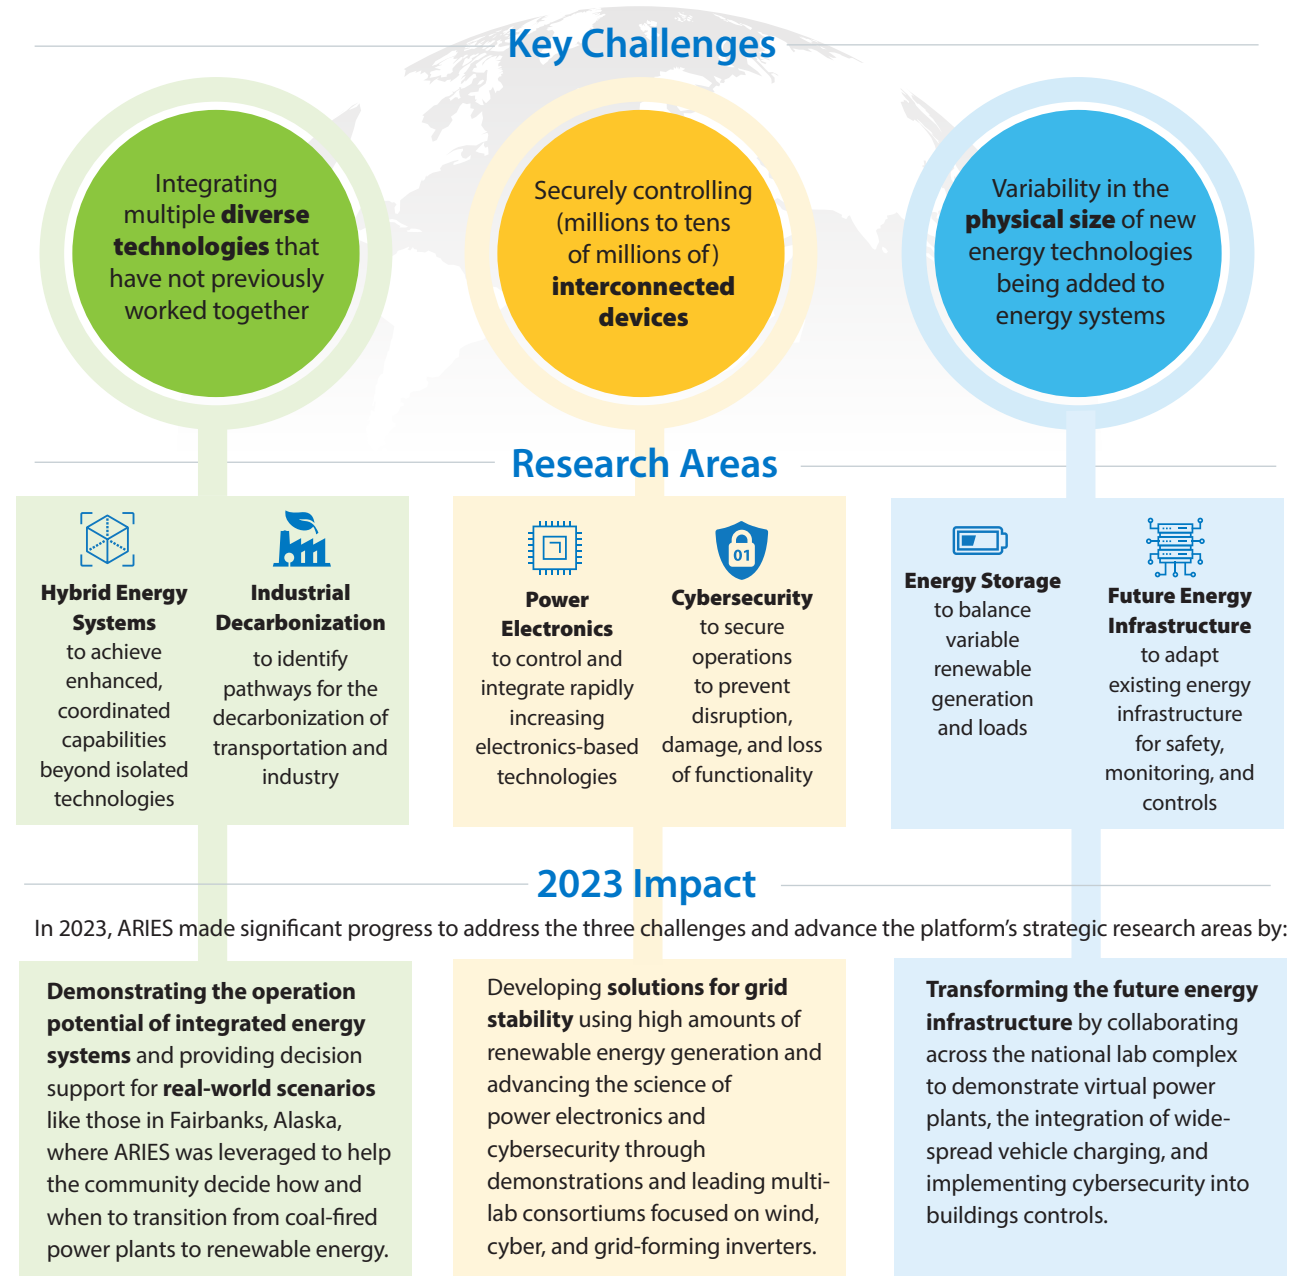 Key Challenges
Integrating
multiple diverse
technologies that
have not previously
worked together
Securely controlling
(millions to tens
of millions of)
interconnected
devices
Variability in the
physical size of new
energy technologies
being added to
energy systems
Research Areas
Hybrid Energy
Systems
to achieve
enhanced,
coordinated
capabilities
beyond isolated
technologies
Industrial
Decarbonization
to identify
pathways for the
decarbonization of
transportation and
industry
Power
Electronics
to control and
integrate rapidly
increasing
electronics-based
technologies
01
Cybersecurity
to secure
operations
to prevent
disruption,
damage, and loss
of functionality
Energy Storage
to balance
variable
renewable
generation
and loads
Future Energy
Infrastructure
to adapt
existing energy
infrastructure
for safety,
monitoring, and
controls
2023 Impact
In 2023, ARIES made significant progress to address the three challenges and advance the platform's strategic research areas by:
Demonstrating the operation
potential of integrated energy
systems and providing decision
support for real-world scenarios
like those in Fairbanks, Alaska,
where ARIES was leveraged to help
the community decide how and
when to transition from coal-fired
power plants to renewable energy.
Developing solutions for grid
stability using high amounts of
renewable energy generation and
advancing the science of
power electronics and
cybersecurity through
demonstrations and leading multi-
lab consortiums focused on wind,
cyber, and grid-forming inverters.
Transforming the future energy
infrastructure by collaborating
across the national lab complex
to demonstrate virtual power
plants, the integration of wide-
spread vehicle charging, and
implementing cybersecurity into
buildings controls.